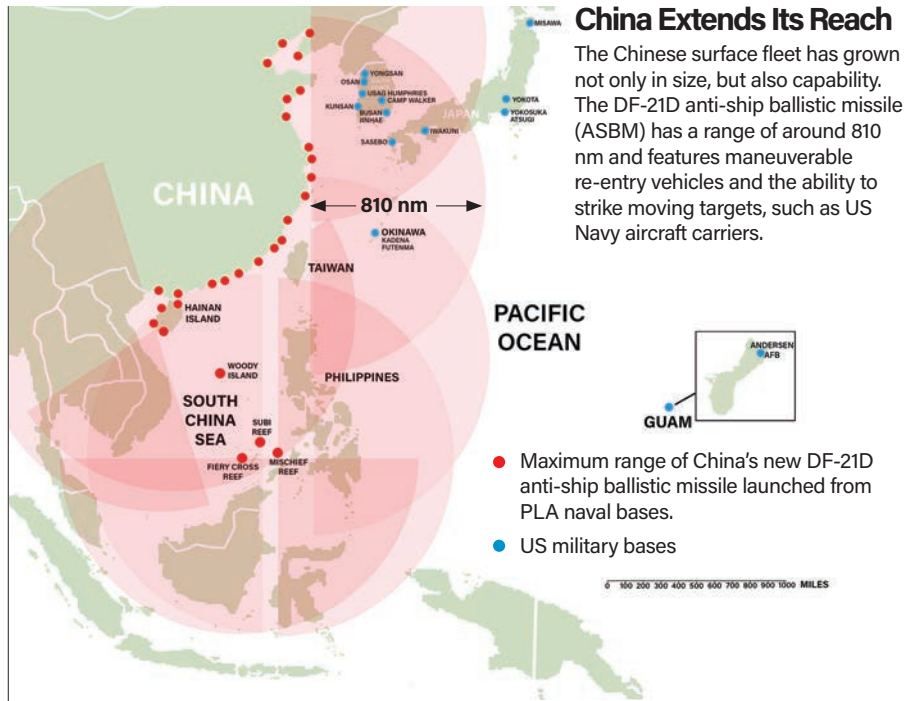 China Extends Its Reach
The Chinese surface fleet has grown
not only in size, but also capability.
The DF-21D anti-ship ballistic missile
(ASBM) has a range of around 810
nm and features maneuverable
re-entry vehicles and the ability to
strike moving targets, such as US
Navy aircraft carriers.
MISAWA
YONGSAN
OSAN
USAG HUMPHRIES
CAMP WALKER
KUNSAN
BUSAN
JINHAE
JAPAN
YOKOTA
YOKOSUKA
ATSUGI
IWAKUNI
SASEBO
CHINA
810 nm
OKINAWA
KADENA
FUTENMA
TAIWAN
HAINAN
ISLAND
PACIFIC
OCEAN
WOODY
ISLAND
PHILIPPINES
SOUTH
CHINA
SEA
SUBI
REEF
FIERY CROSS
REEF
MISCHIEF
REEF
ANDERSEN
AFB
GUAM
Maximum range of China's new DF-21D
anti-ship ballistic missile launched from
PLA naval bases.
US military bases
0 100 200 300 400 500 600 700 800 900 1000 MILES